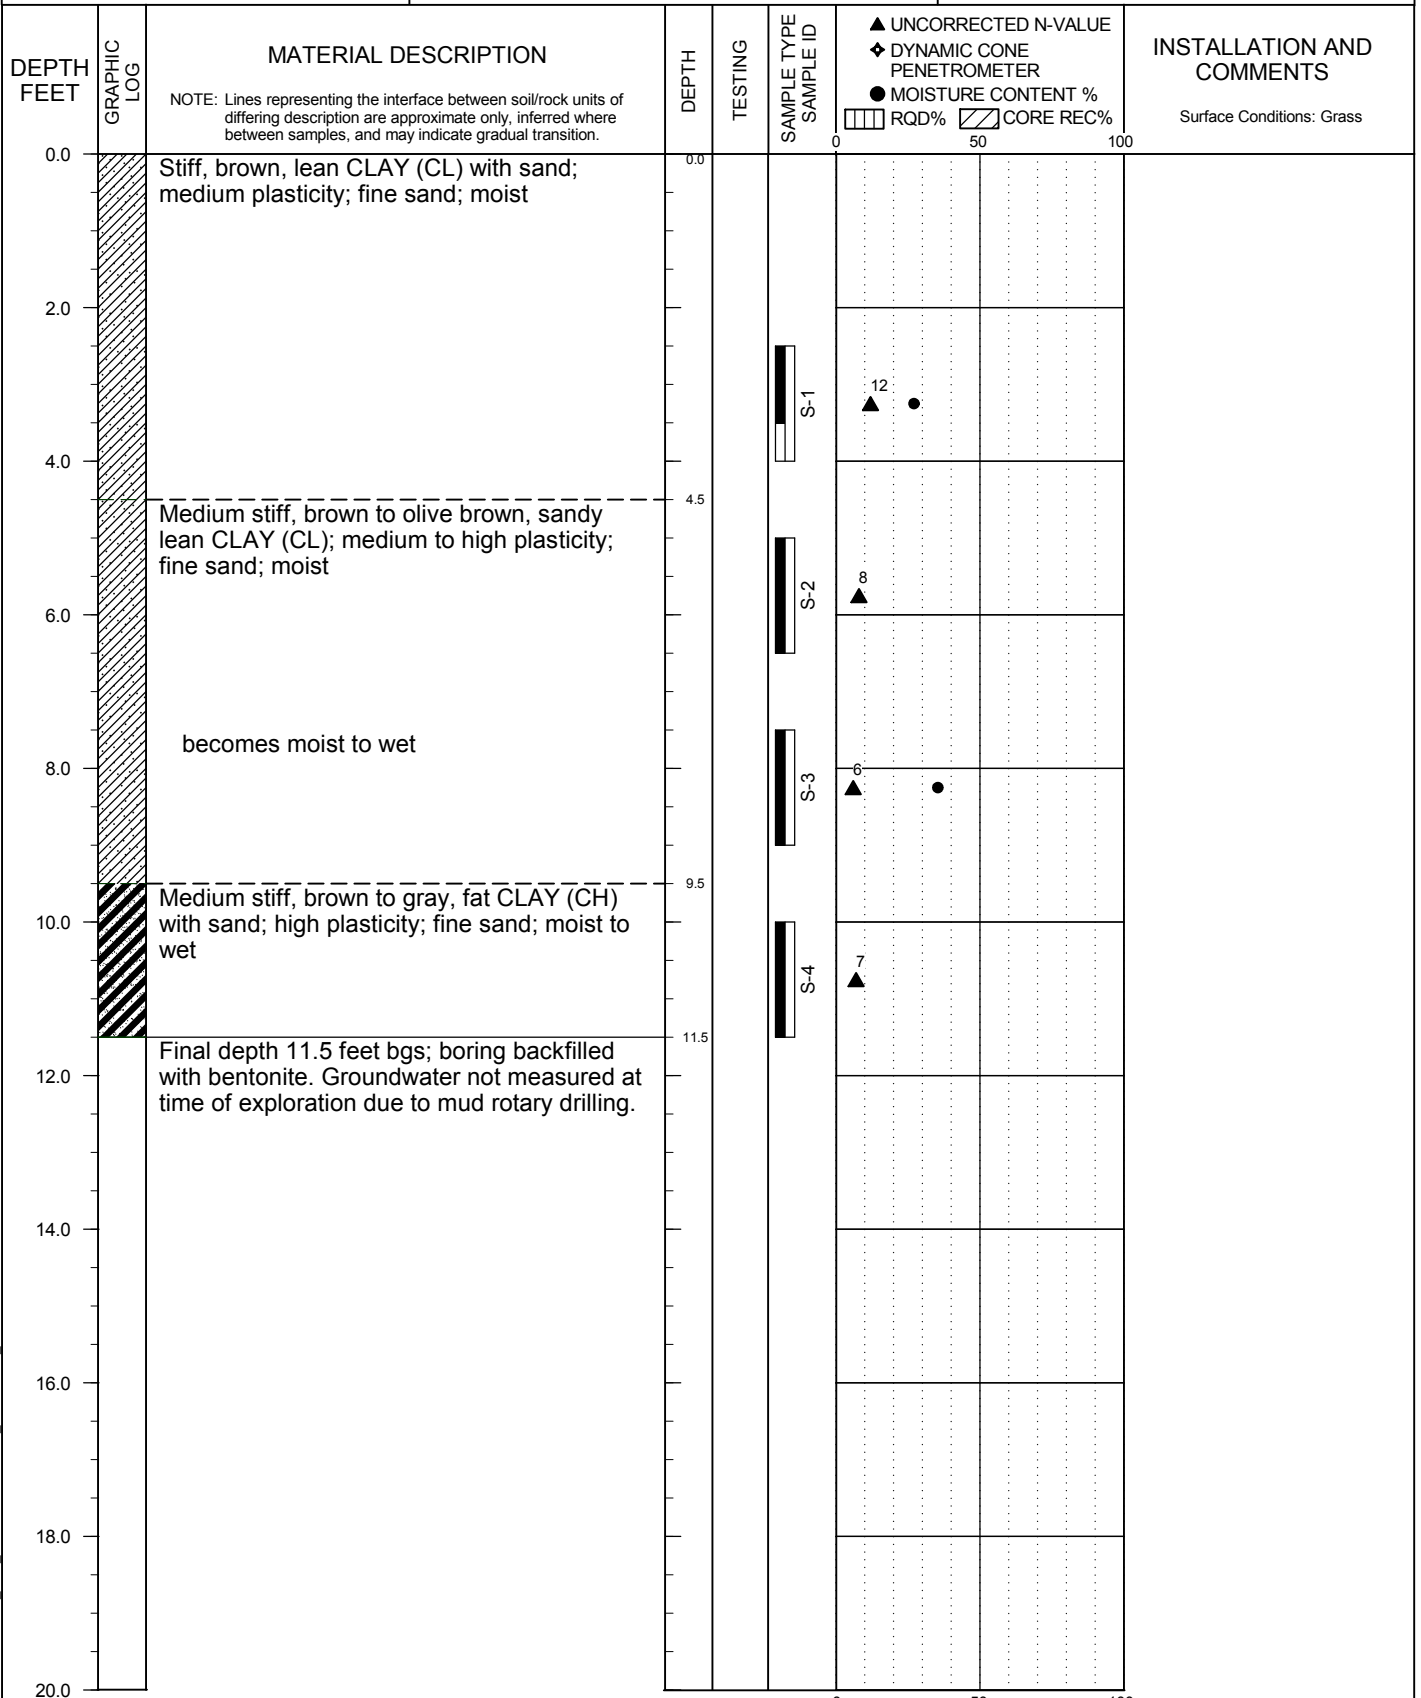 DEPTH
FEET
GRAPHIC
LOG
MATERIAL DESCRIPTION
NOTE: Lines representing the interface between soil/rock units of
differing description are approximate only, inferred where
between samples, and may indicate gradual transition.
DEPTH
TESTING
SAMPLE TYPE
SAMPLE ID
▲ UNCORRECTED N-VALUE
DYNAMIC CONE
PENETROMETER
● MOISTURE CONTENT %
RQD% CORE REC%
0 50 100
INSTALLATION AND
COMMENTS
Surface Conditions: Grass
0.0
Stiff, brown, lean CLAY (CL) with sand;
medium plasticity; fine sand; moist
0.0
2.0
S-1
12
4.0
4.5
Medium stiff, brown to olive brown, sandy
lean CLAY (CL); medium to high plasticity;
fine sand; moist
S-2
8
6.0
becomes moist to wet
8.0
S-3
6
9.5
Medium stiff, brown to gray, fat CLAY (CH)
with sand; high plasticity; fine sand; moist to
wet
10.0
S-4
7
11.5
Final depth 11.5 feet bgs; boring backfilled
with bentonite. Groundwater not measured at
time of exploration due to mud rotary drilling.
12.0
14.0
16.0
18.0
20.0
0 50 100